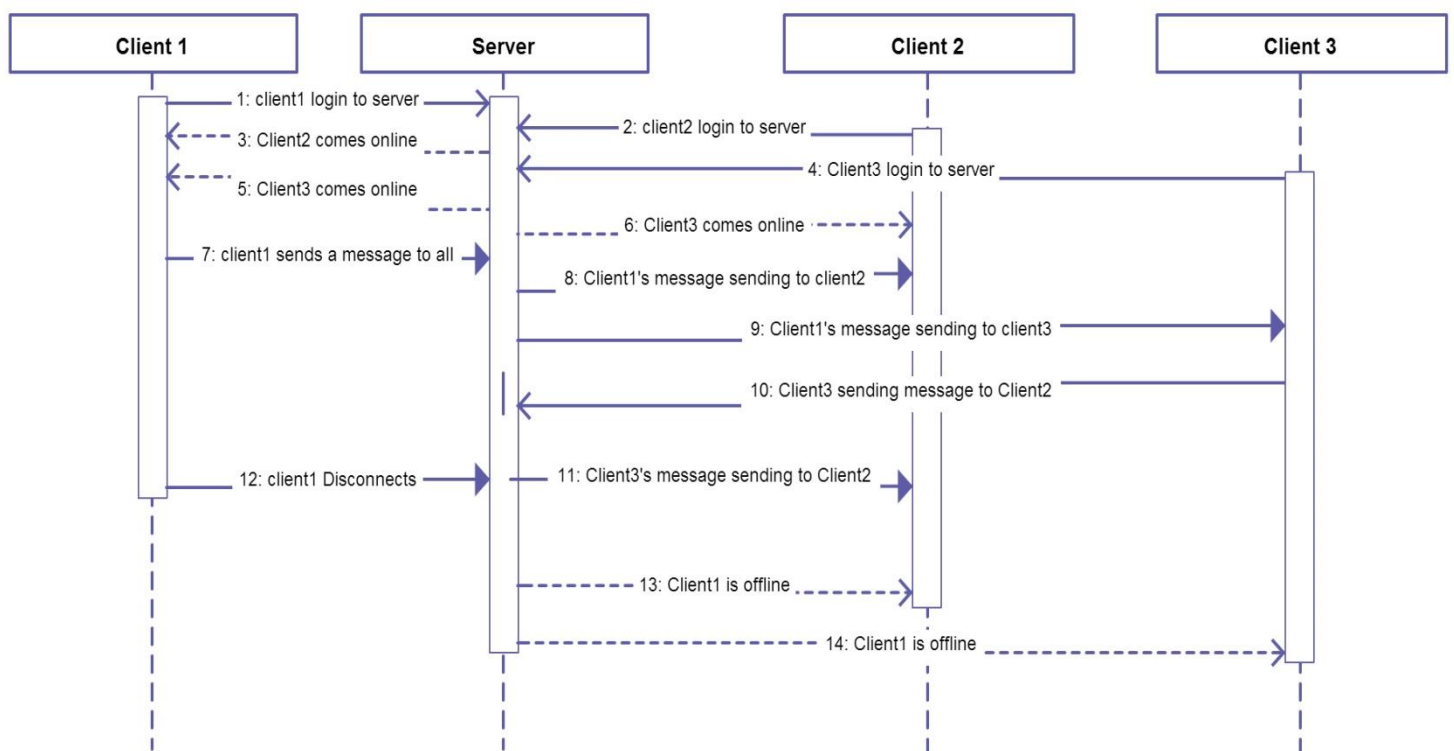 Client 1
Server
Client 2
Client 3
1: client1 login to server
2: client2 login to server
3: Client2 comes online
4: Client3 login to server
5: Client3 comes online
6: Client3 comes online
7: client1 sends a message to all
8: Client1's message sending to client2
9: Client1's message sending to client3
10: Client3 sending message to Client2
12: client1 Disconnects
11: Client3's message sending to Client2
13: Client1 is offline
14: Client1 is offline